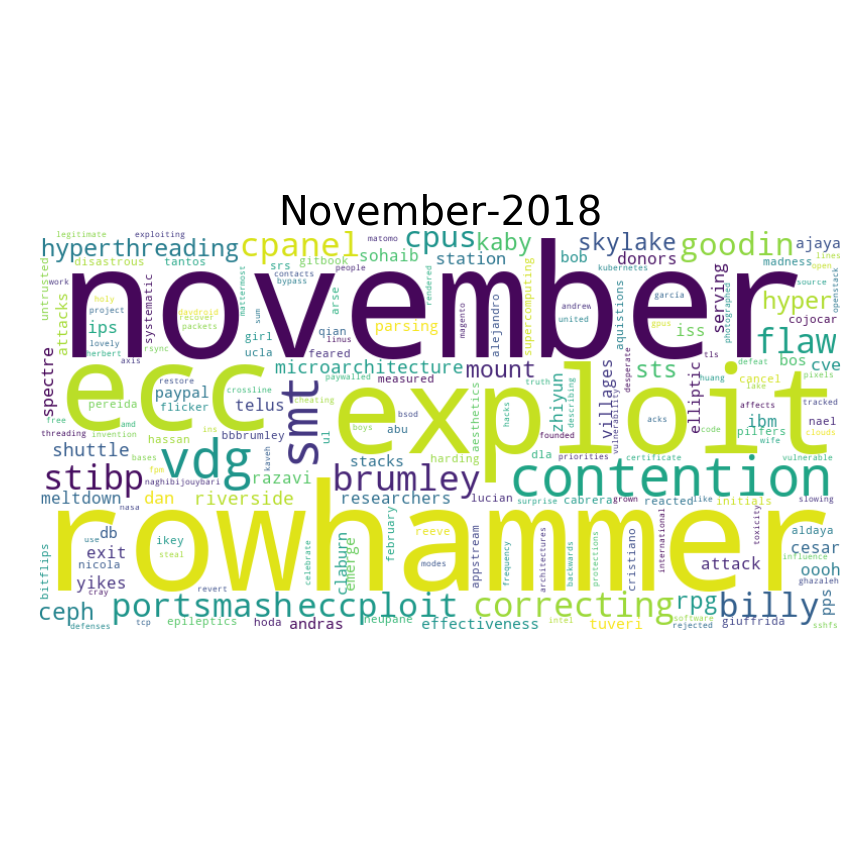 November-2018
legitimate exploiting matomo
hyperthreading cpanel cpus kaby skylake goodin ajaya
disastrous tantos srs gitbook sohaib station bob donors madness lines
untrusted work attacks holy project ips lovely herbert rsync systematic davdroid recover packets november
mattermost bypass contacts people arse rendered kubernetes source open openstack
sum girl ucla qian linus feared parsing magento alejandro supercomputing andrew united garcia gpus aquistions iss serving photographed hyper cojocar flaw
spectre axis microarchitecture measured mount villages desperate tls bos cve
ecc restore crossline paywalled truth sts huang defeat lake pixels
pereida paypal flicker telus cheating aesthetics exploit zhiyun describing vulnerability elliptic cancel affects tracked
free amd threading invention hassan ins bbbrumley smt ul boys abu bsod hacks founded acks code ibm nael pilfers clouds wife
shuttle bases vdg kaveh stacks harding dla priorities certificate vulnerable
stibp fpm naghibijouybari razavi brumley contention
meltdown dan riverside researchers lucian surprise cabrera grown reacted like initials slowing
nasa cray rowhammer
bitflips use db exit nicola yikes ikey steal revert celebrate emerge claburn february reeve modes appstream frequency architectures backwards protections cristiano international attack toxicity aldaya cesar influence oooh ghazaleh
ceph portsmash eccploit correcting rpg billy pps
defenses tcp epileptics hoda andras neupane effectiveness intel tuveri rejected software giuffrida sshfs